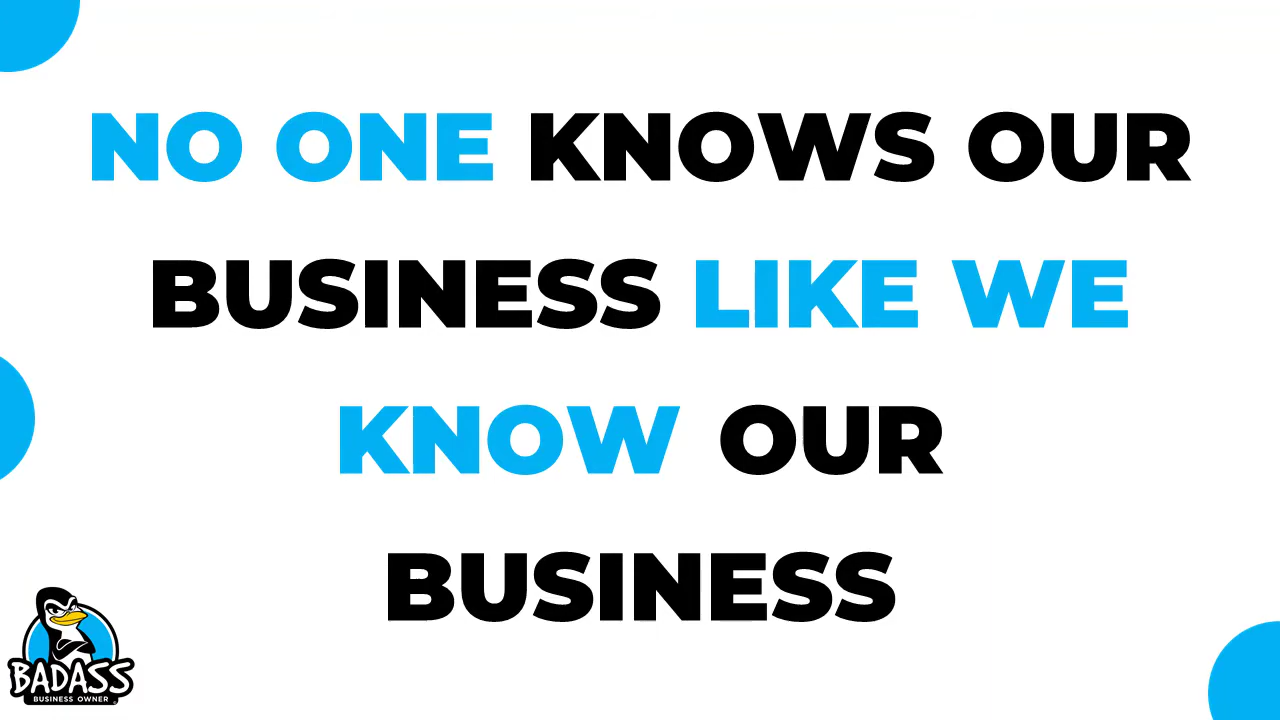 NO ONE KNOWS OUR
BUSINESS LIKE WE
KNOW OUR
BUSINESS
BADASS
BUSINESS OWNER